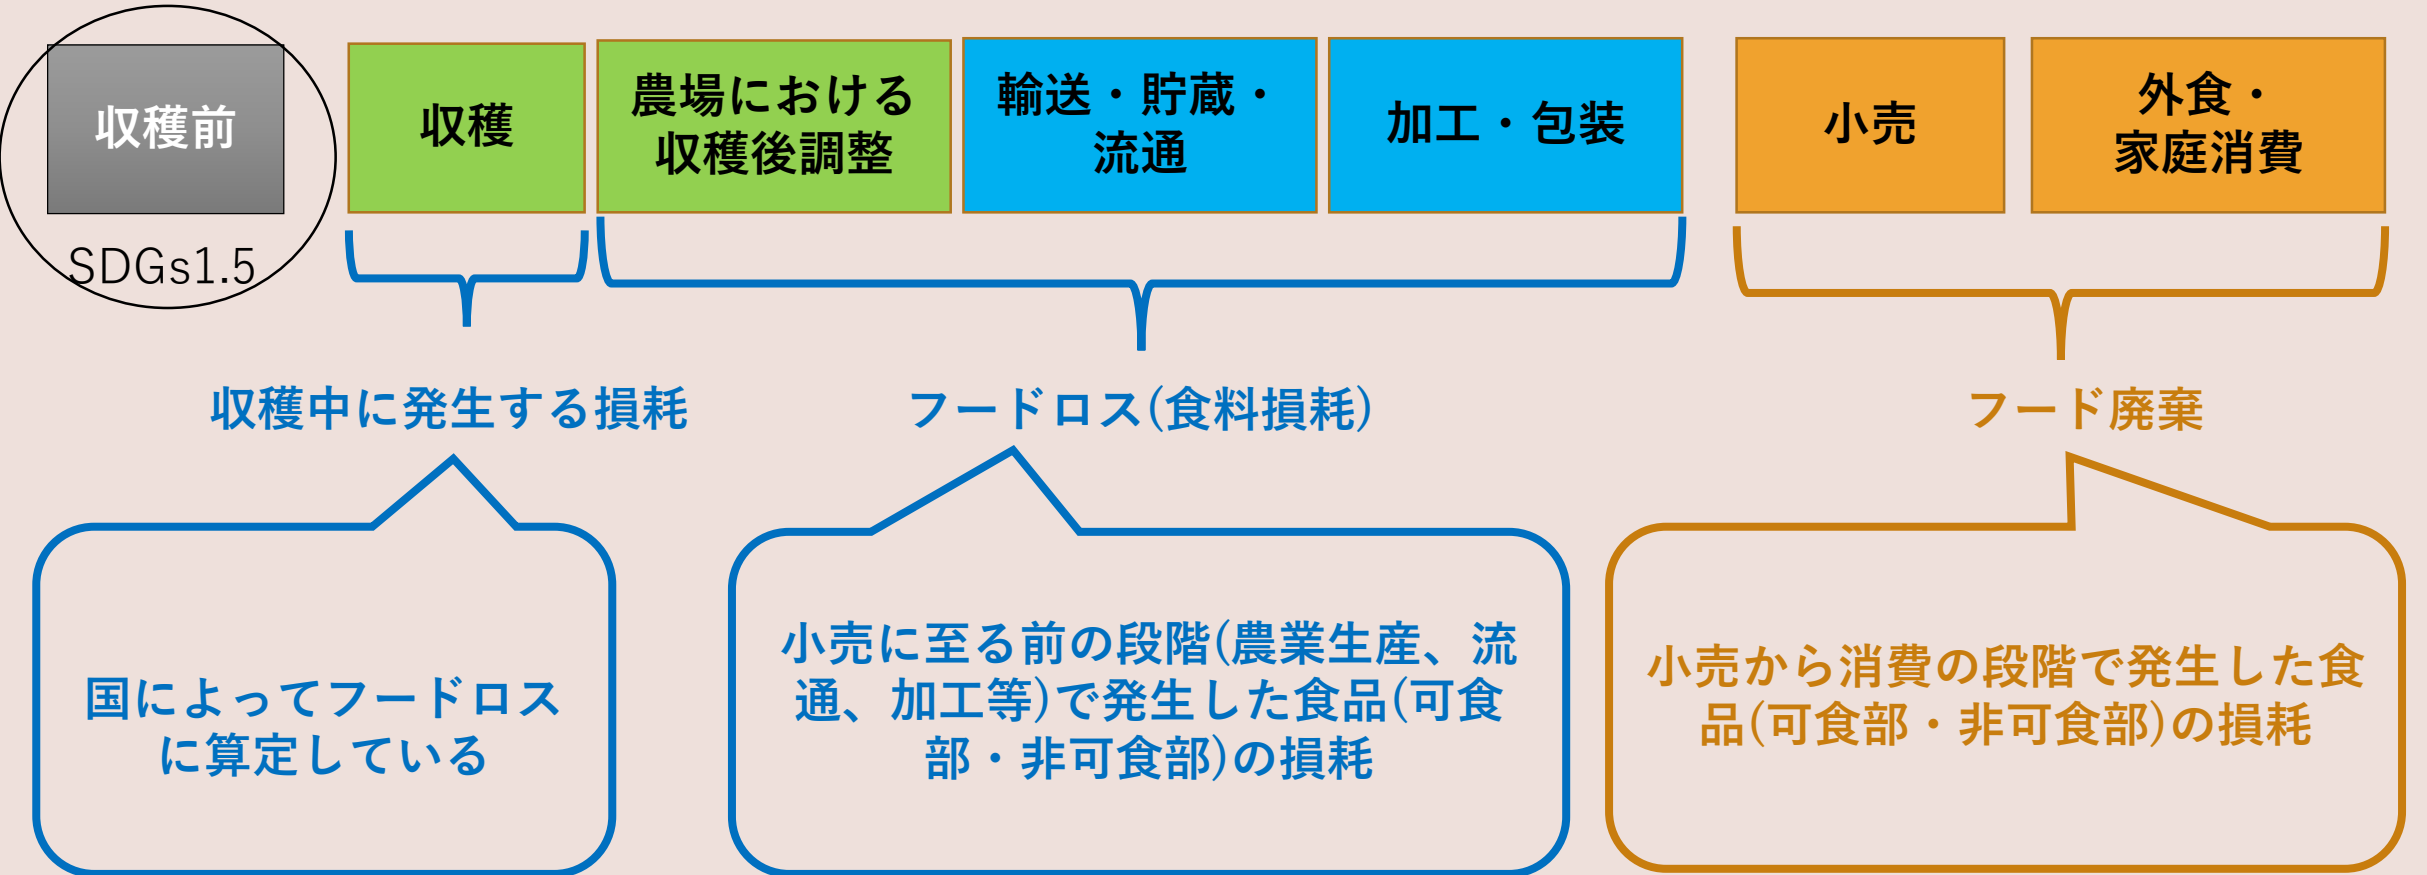 収穫前
SDGs1.5
収穫
農場における
収穫後調整
輸送・貯蔵・
流通
加工・包装
小売
外食・
家庭消費
収穫中に発生する損耗
フードロス(食料損耗)
フード廃棄
国によってフードロス
に算定している
小売に至る前の段階(農業生産、流
通、加工等)で発生した食品(可食
部・非可食部)の損耗
小売から消費の段階で発生した食
品(可食部・非可食部)の損耗